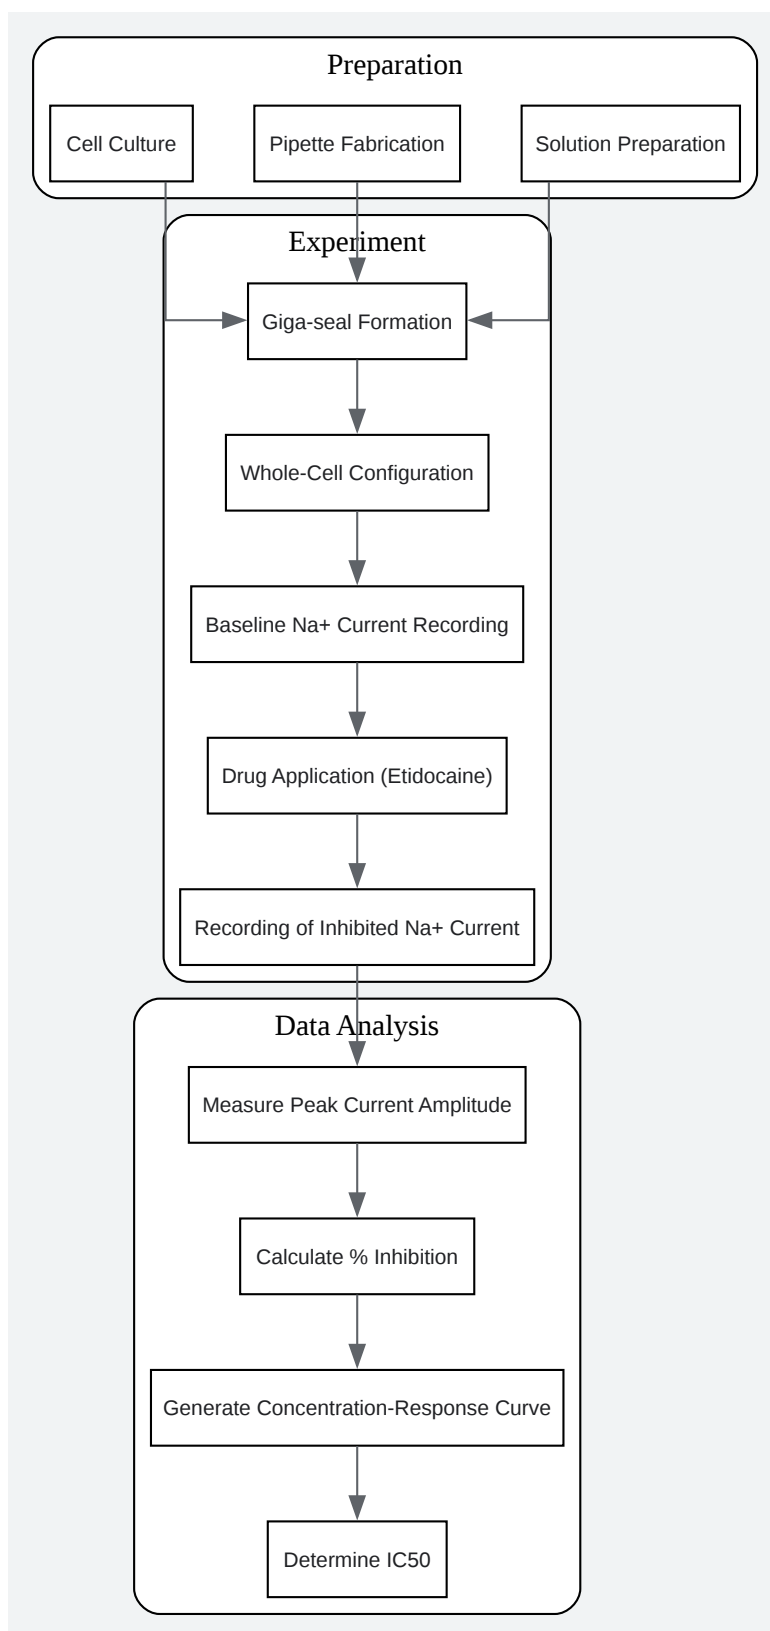 Preparation
Cell Culture
Pipette Fabrication
Solution Preparation
Experiment
Giga-seal Formation
Whole-Cell Configuration
Baseline Na+ Current Recording
Drug Application (Etidocaine)
Recording of Inhibited Na+ Current
Data Analysis
Measure Peak Current Amplitude
Calculate % Inhibition
Generate Concentration-Response Curve
Determine IC50